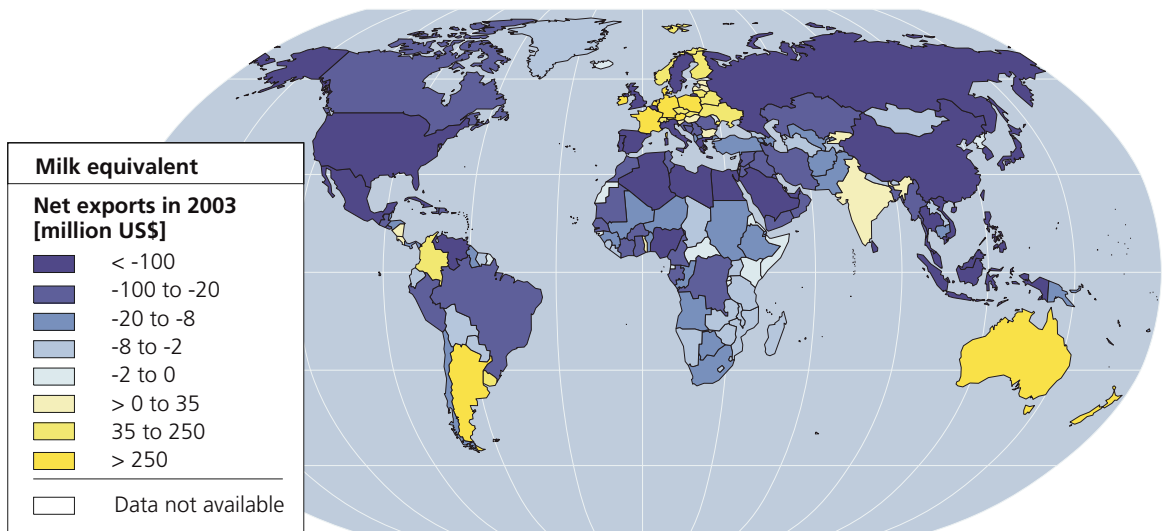 Milk equivalent
Net exports in 2003
[million US$]
< -100
-100 to -20
-20 to -8
-8 to -2
-2 to 0
> 0 to 35
35 to 250
> 250
Data not available